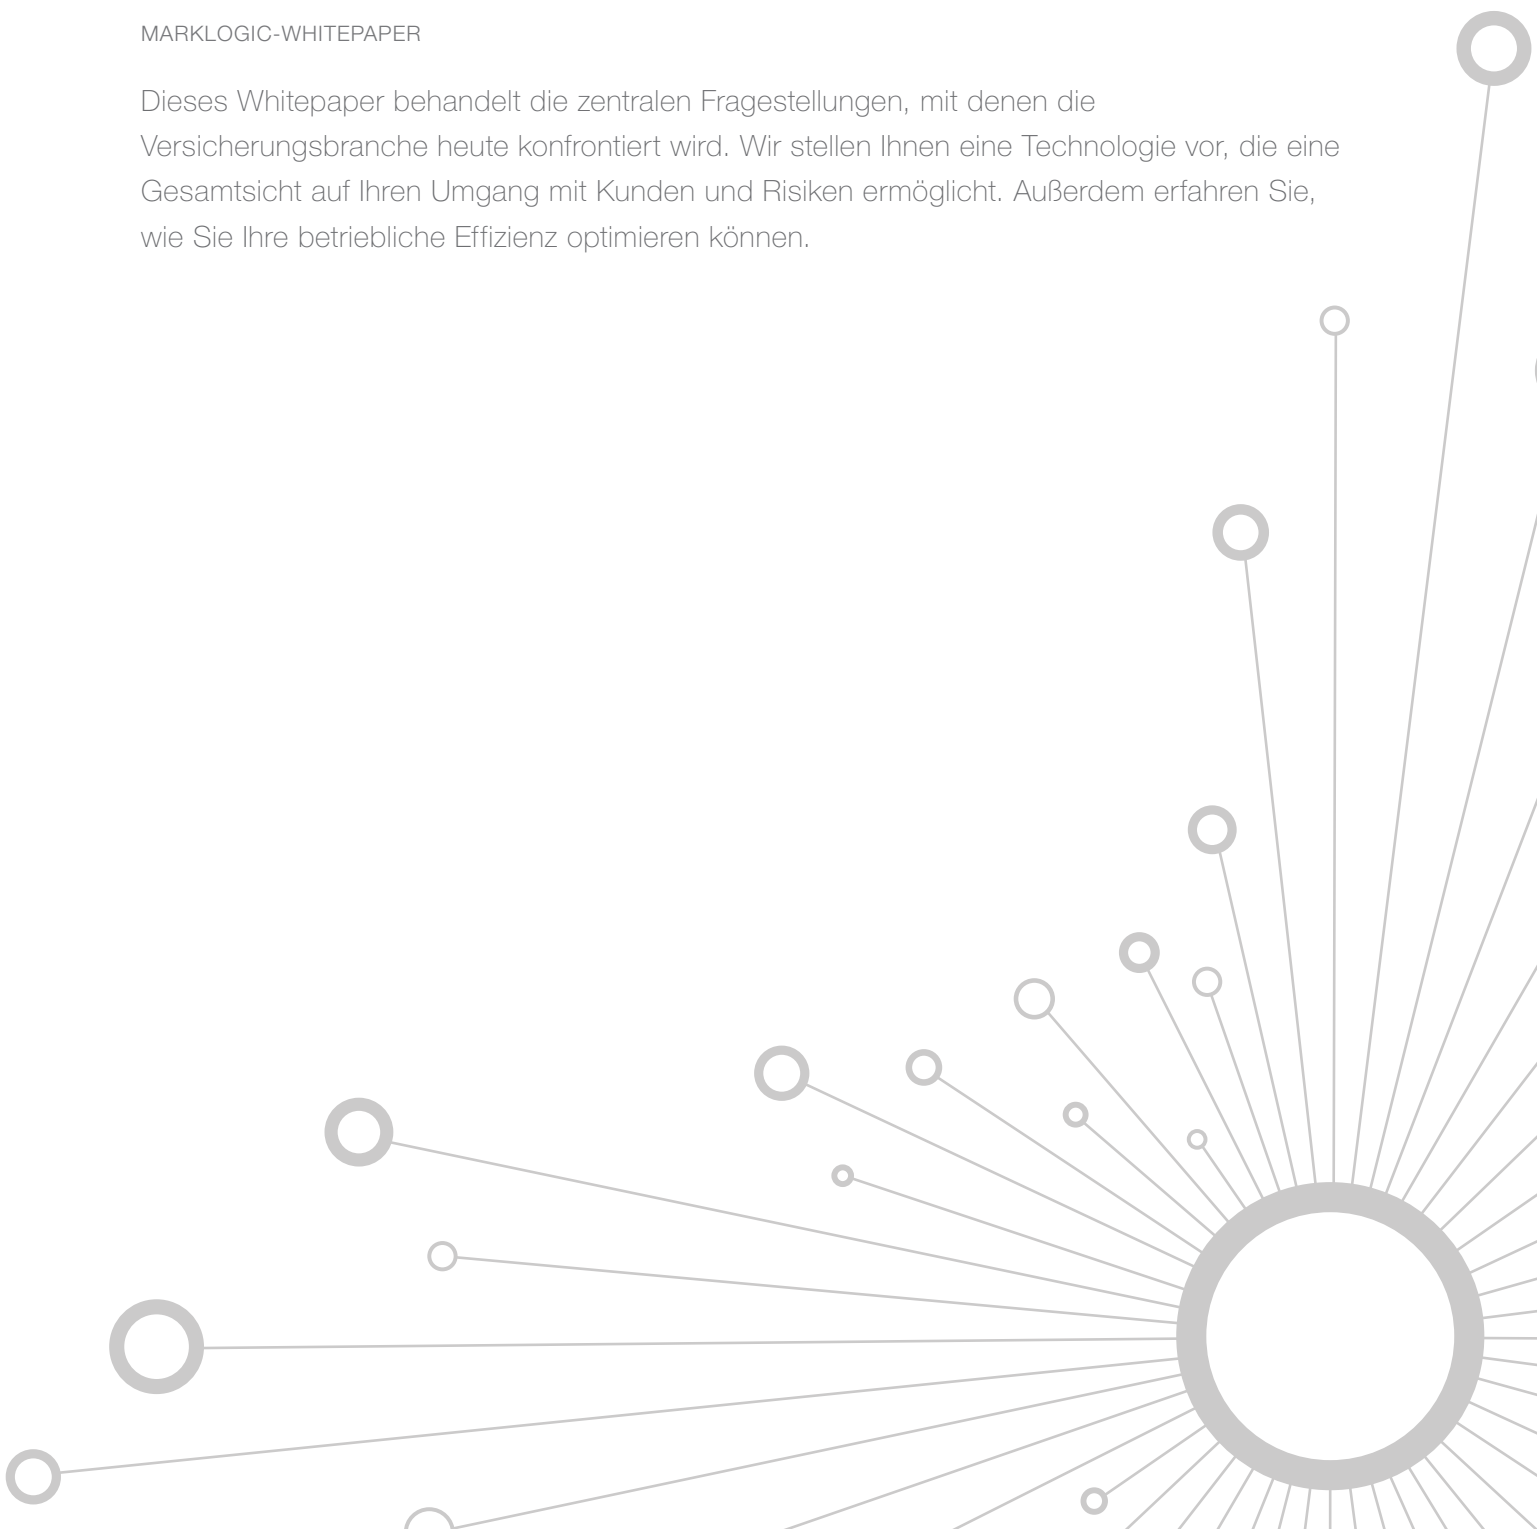 MARKLOGIC-WHITEPAPER
Dieses Whitepaper behandelt die zentralen Fragestellungen, mit denen die
Versicherungsbranche heute konfrontiert wird. Wir stellen Ihnen eine Technologie vor, die eine
Gesamtsicht auf Ihren Umgang mit Kunden und Risiken ermöglicht. Außerdem erfahren Sie,
wie Sie Ihre betriebliche Effizienz optimieren können.